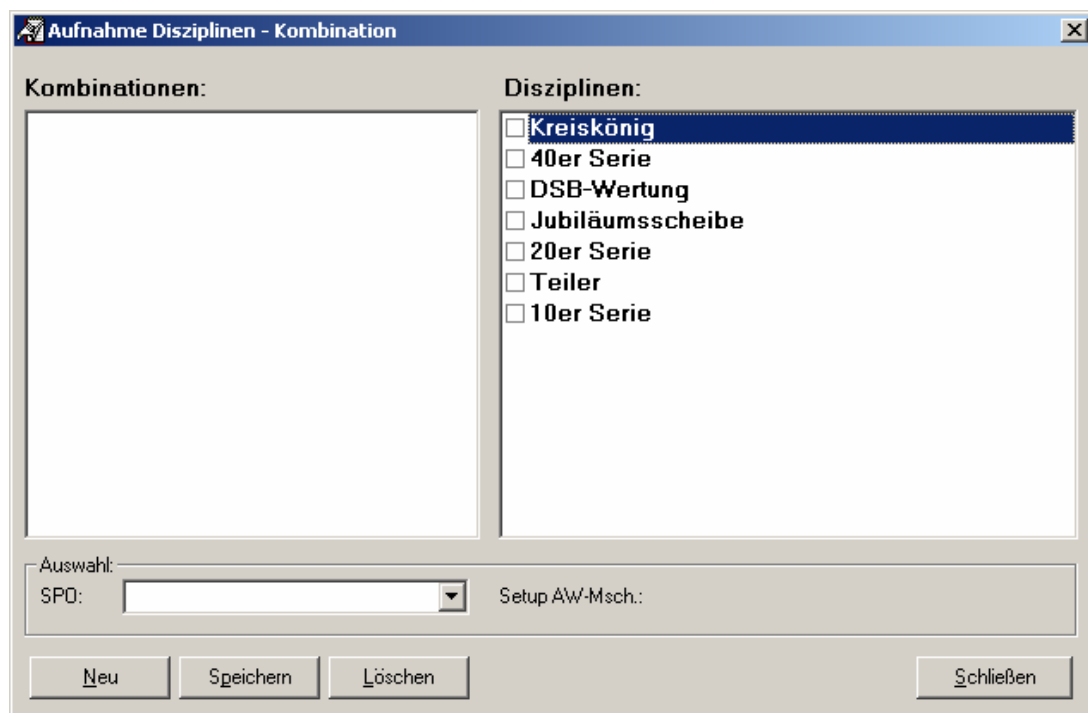 Aufnahme Disziplinen - Kombination
Kombinationen:
Disziplinen:
Kreiskönig
40er Serie
DSB-Wertung
Jubiläumsscheibe
20er Serie
Teiler
10er Serie
Auswahl:
SPO:
Setup AW-Msch.:
Neu
Speichern
Löschen
Schließen